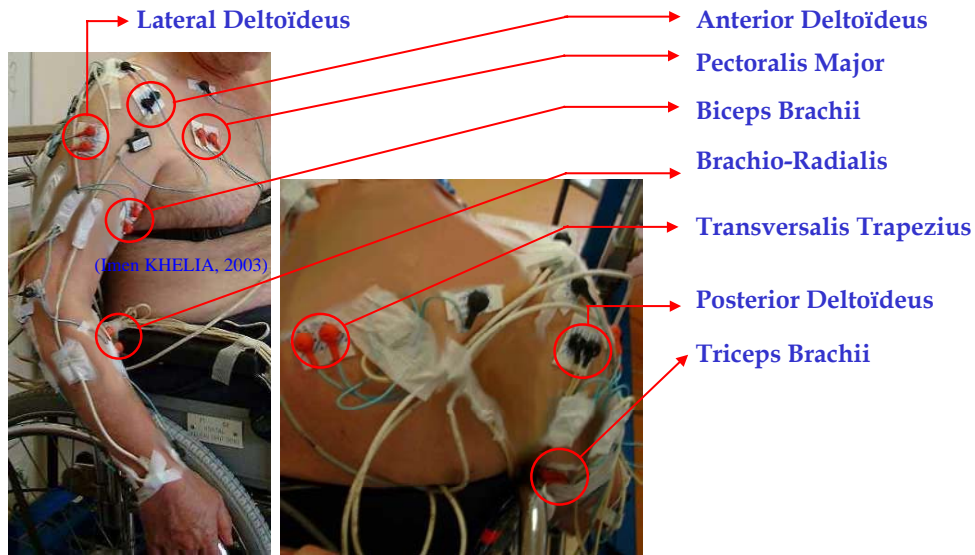 Lateral Deltoïdeus
Anterior Deltoïdeus
Pectoralis Major
Biceps Brachii
Brachio-Radialis
Transversalis Trapezius
(Imen KHELIA, 2003)
Posterior Deltoïdeus
Triceps Brachii